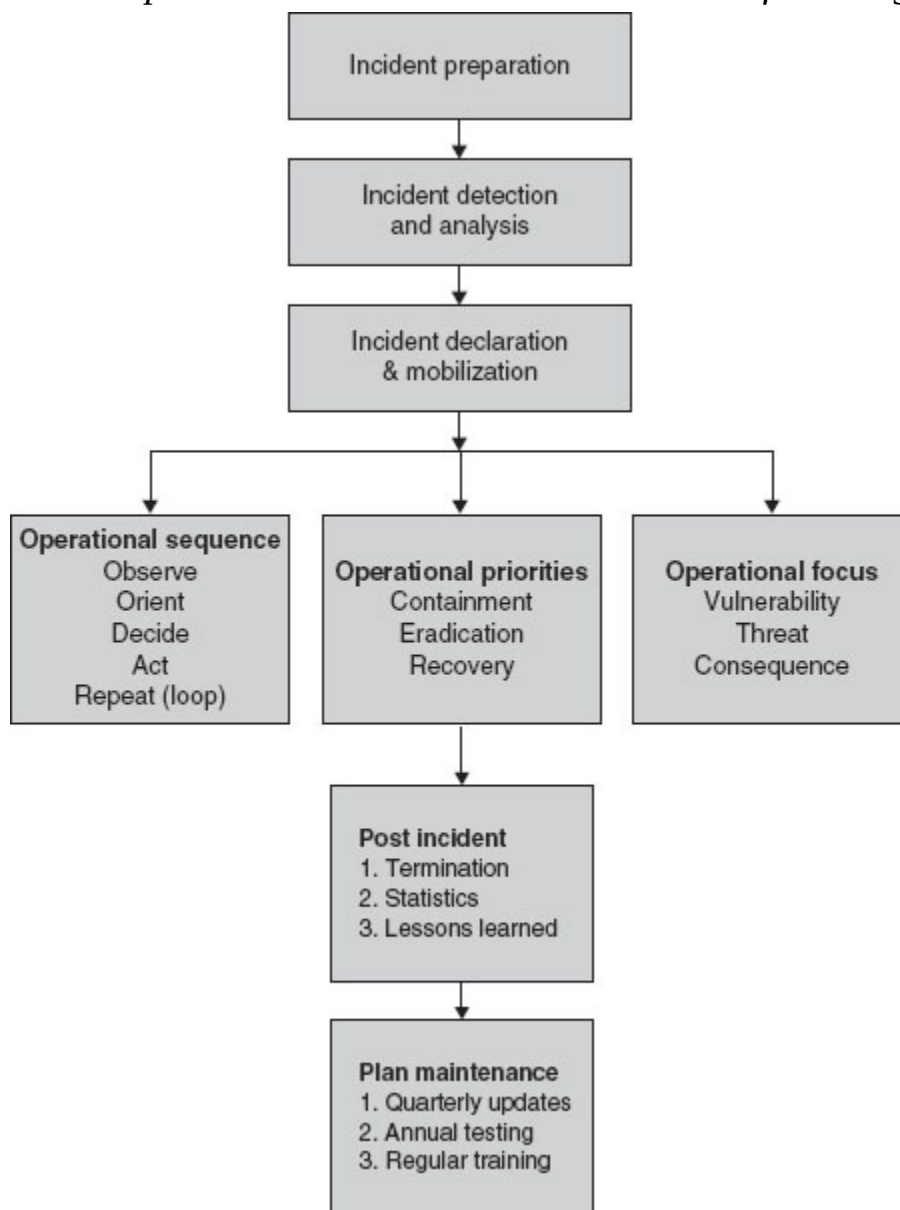 Incident preparation
Incident detection
and analysis
Incident declaration
& mobilization
Operational sequence
Observe
Orient
Decide
Act
Repeat (loop)
Operational priorities
Containment
Eradication
Recovery
Operational focus
Vulnerability
Threat
Consequence
Post incident
1. Termination
2. Statistics
3. Lessons learned
Plan maintenance
1. Quarterly updates
2. Annual testing
3. Regular training